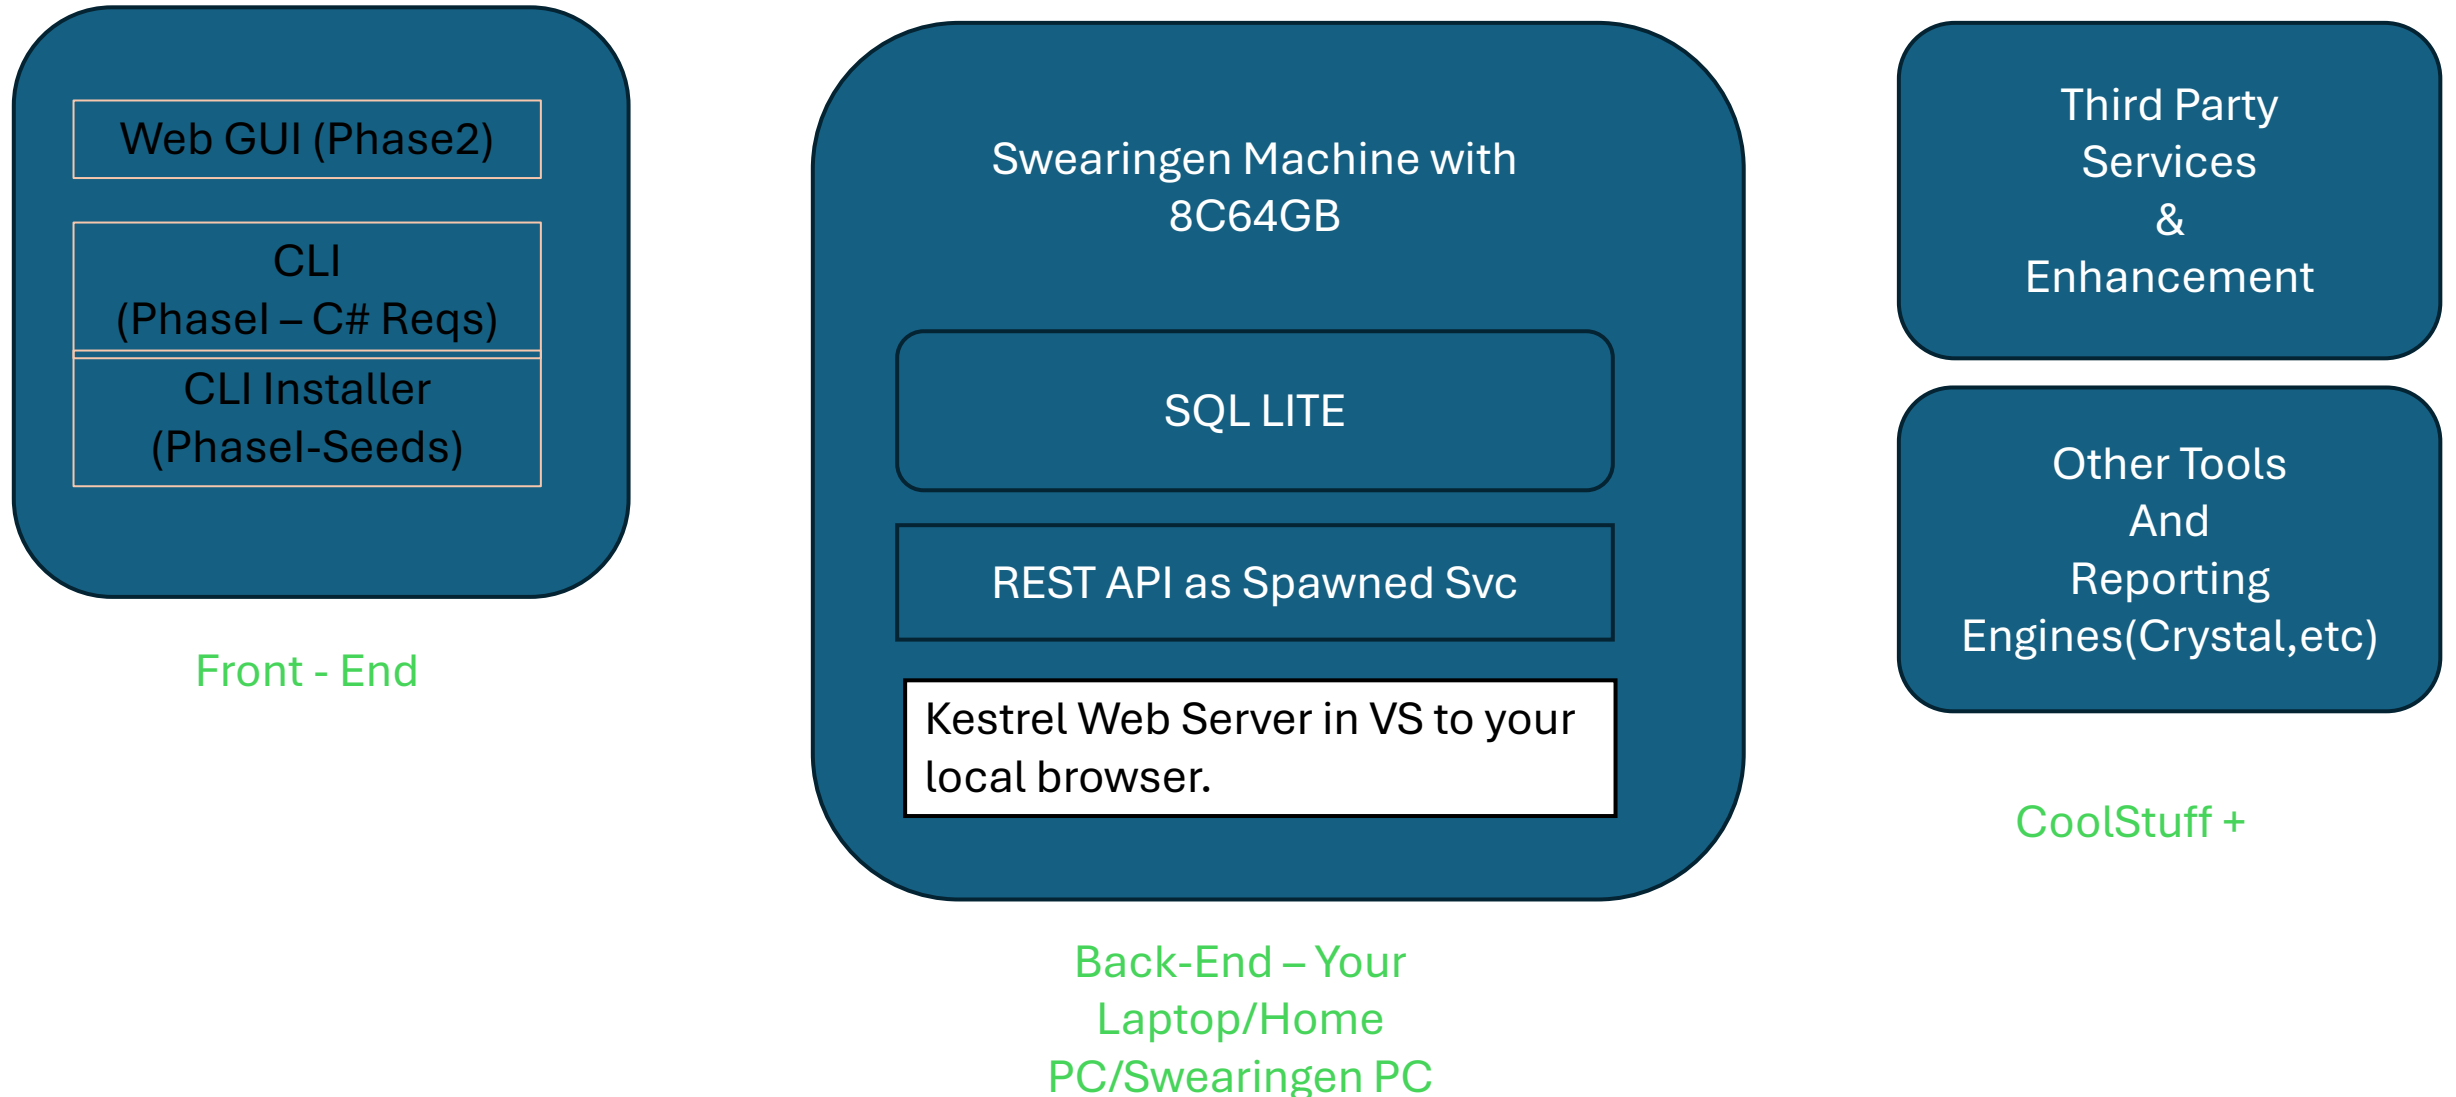 Web GUI (Phase2)
CLI
(PhaseI – C# Reqs)
CLI Installer
(PhaseI-Seeds)
Front - End
Swearingen Machine with
8C64GB
SQL LITE
REST API as Spawned Svc
Kestrel Web Server in VS to your
local browser.
Back-End – Your
Laptop/Home
PC/Swearingen PC
Third Party
Services
&
Enhancement
Other Tools
And
Reporting
Engines(Crystal,etc)
CoolStuff +